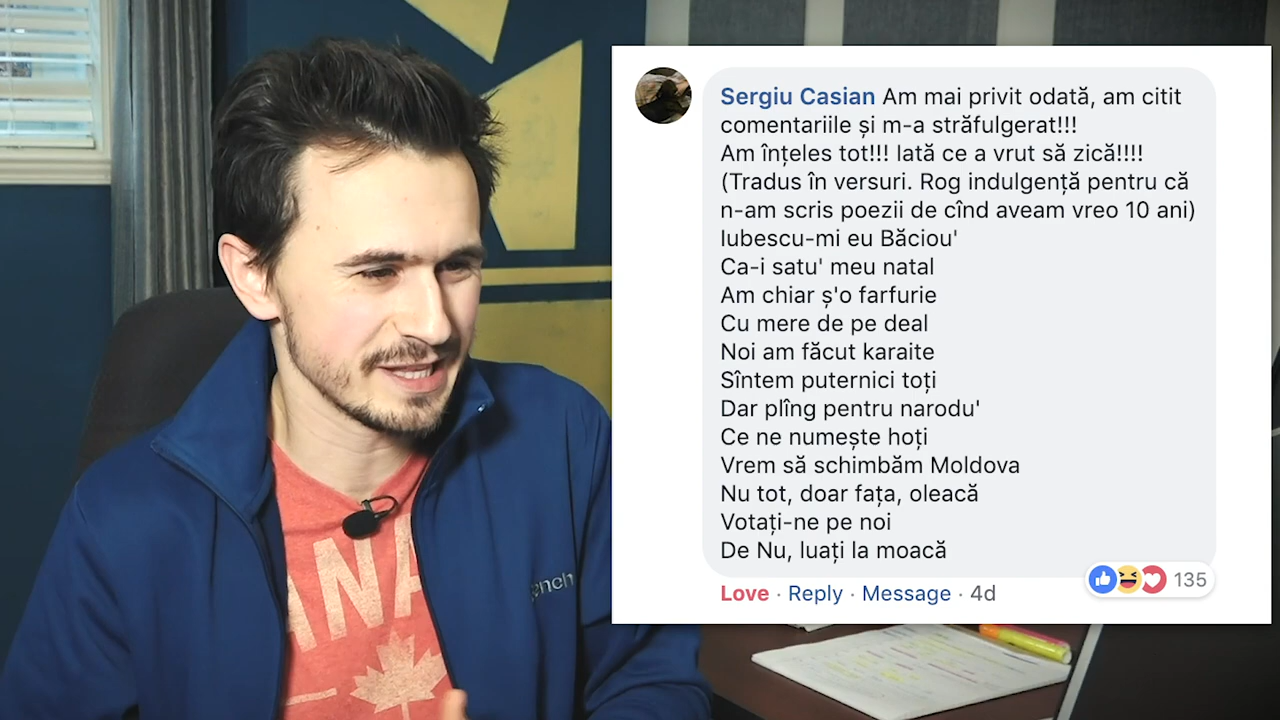 Sergiu Casian Am mai privit odată, am citit
comentariile și m-a străfulgerat!!!
Am înțeles tot!!! Iată ce a vrut să zică!!!!
(Tradus în versuri. Rog indulgență pentru că
n-am scris poezii de cînd aveam vreo 10 ani)
Iubescu-mi eu Băciou'
Ca-i satu' meu natal
Am chiar ș'o farfurie
Cu mere de pe deal
Noi am făcut karaite
Sîntem puternici toți
Dar plîng pentru narodu'
Ce ne numește hoți
Vrem să schimbăm Moldova
Nu tot, doar fața, oleacă
Votați-ne pe noi
De Nu, luați la moacă
Love · Reply · Message · 4d
135
ANA
ench